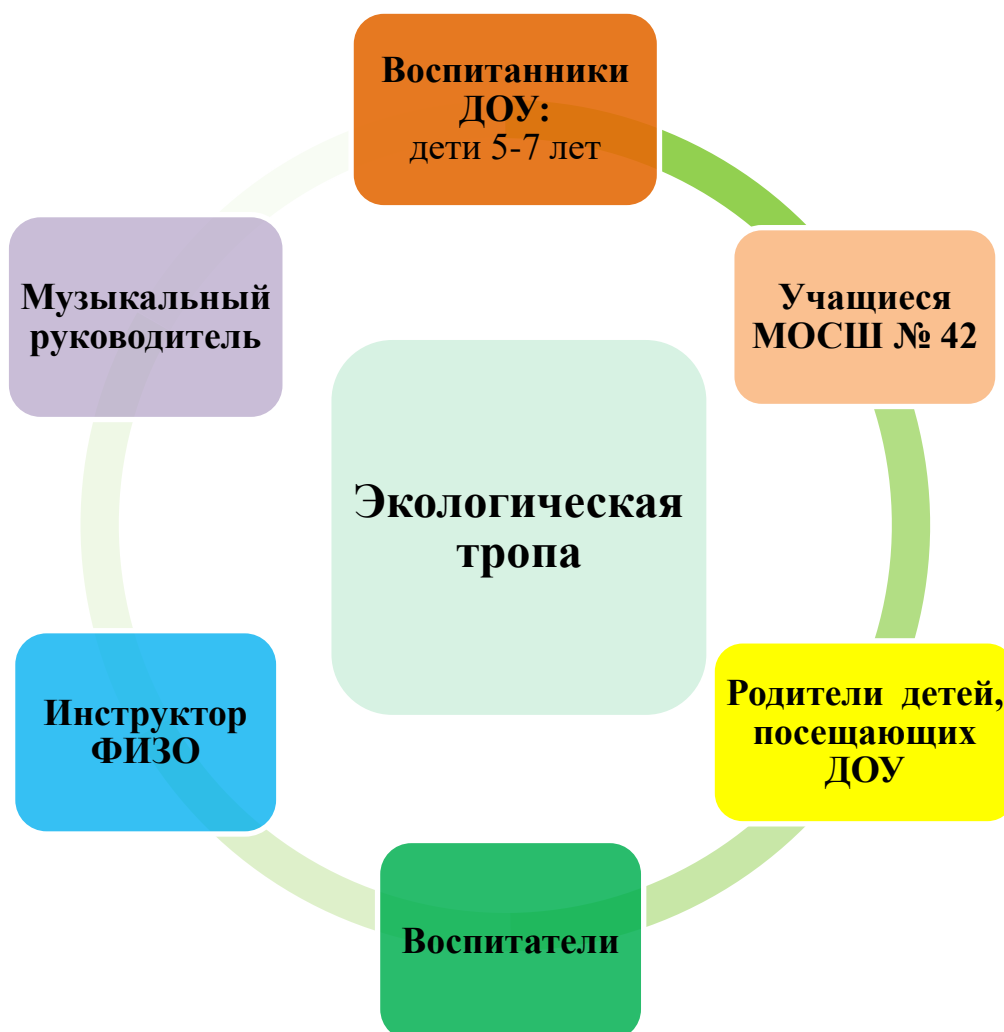 Воспитанники
ДОУ:
дети 5-7 лет
Музыкальный
руководитель
Учащиеся
МОСШ № 42
Экологическая
тропа
Инструктор
ФИЗО
Родители детей,
посещающих
ДОУ
Воспитатели